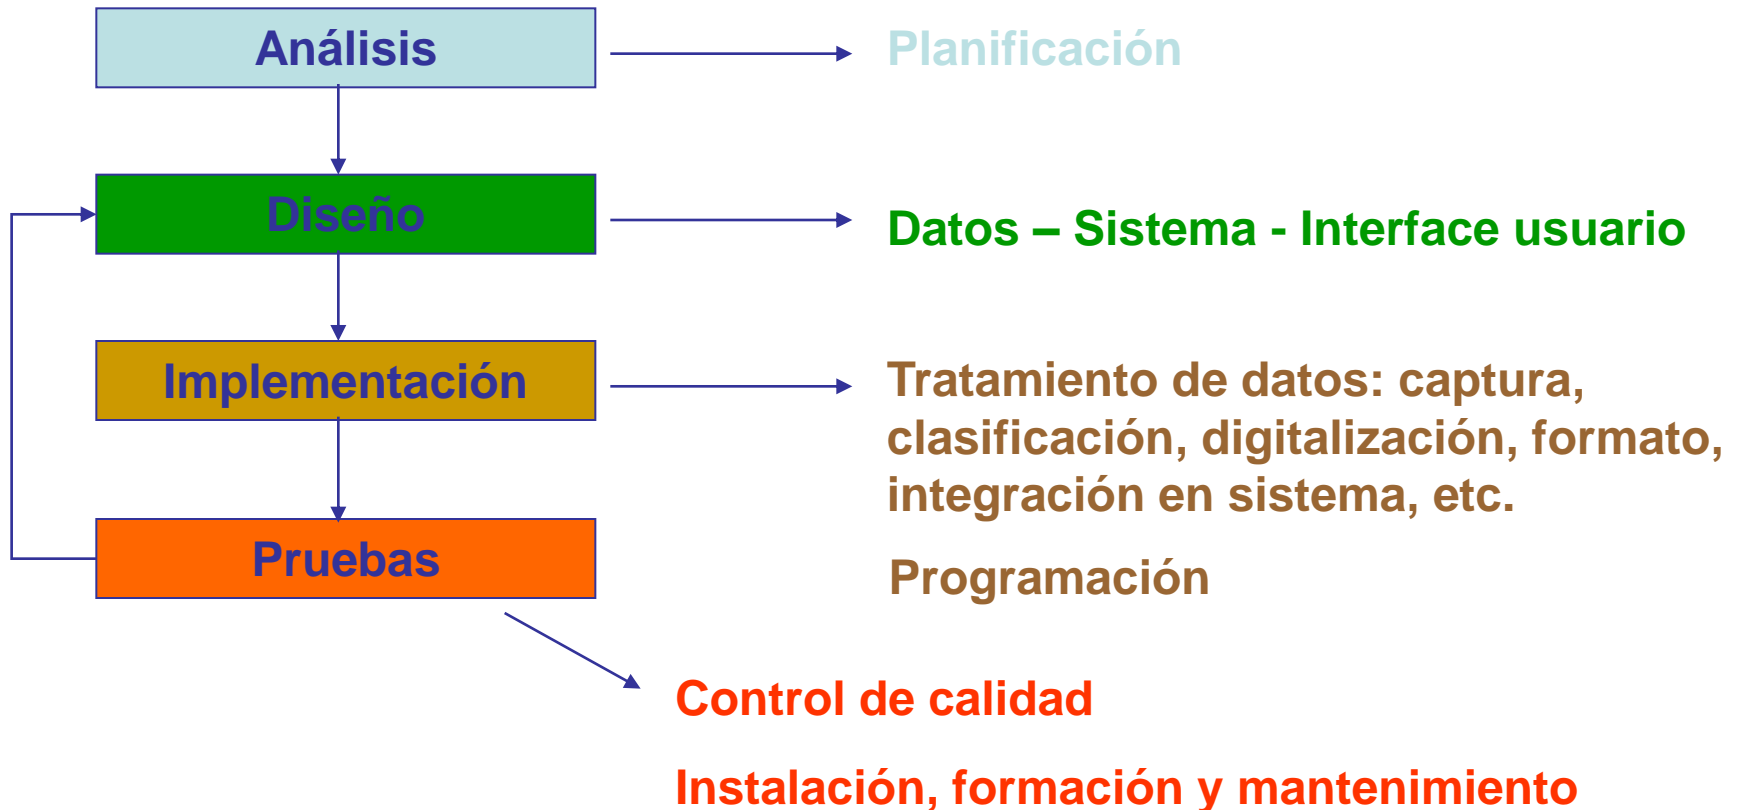 Análisis
Planificación
Diseño
Datos – Sistema - Interface usuario
Implementación
Tratamiento de datos: captura,
clasificación, digitalización, formato,
integración en sistema, etc.
Pruebas
Programación
Control de calidad
Instalación, formación y mantenimiento